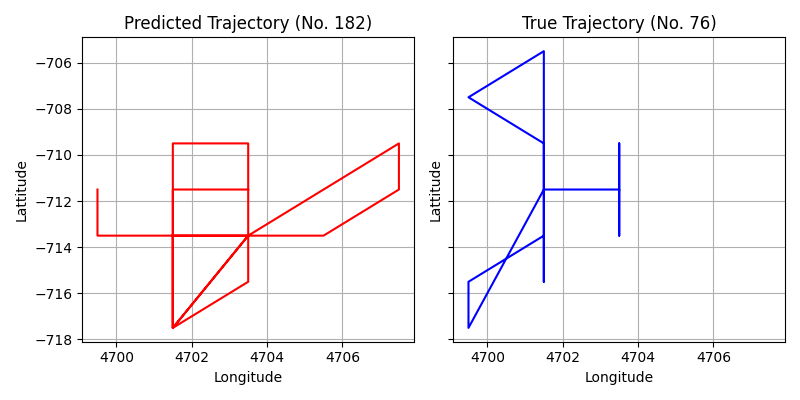 Predicted Trajectory (No. 182)
True Trajectory (No. 76)
Lattitude
−706
−708
−710
−712
−714
−716
−718
4700
4702
4704
4706
Longitude
Lattitude
4700
4702
4704
4706
Longitude